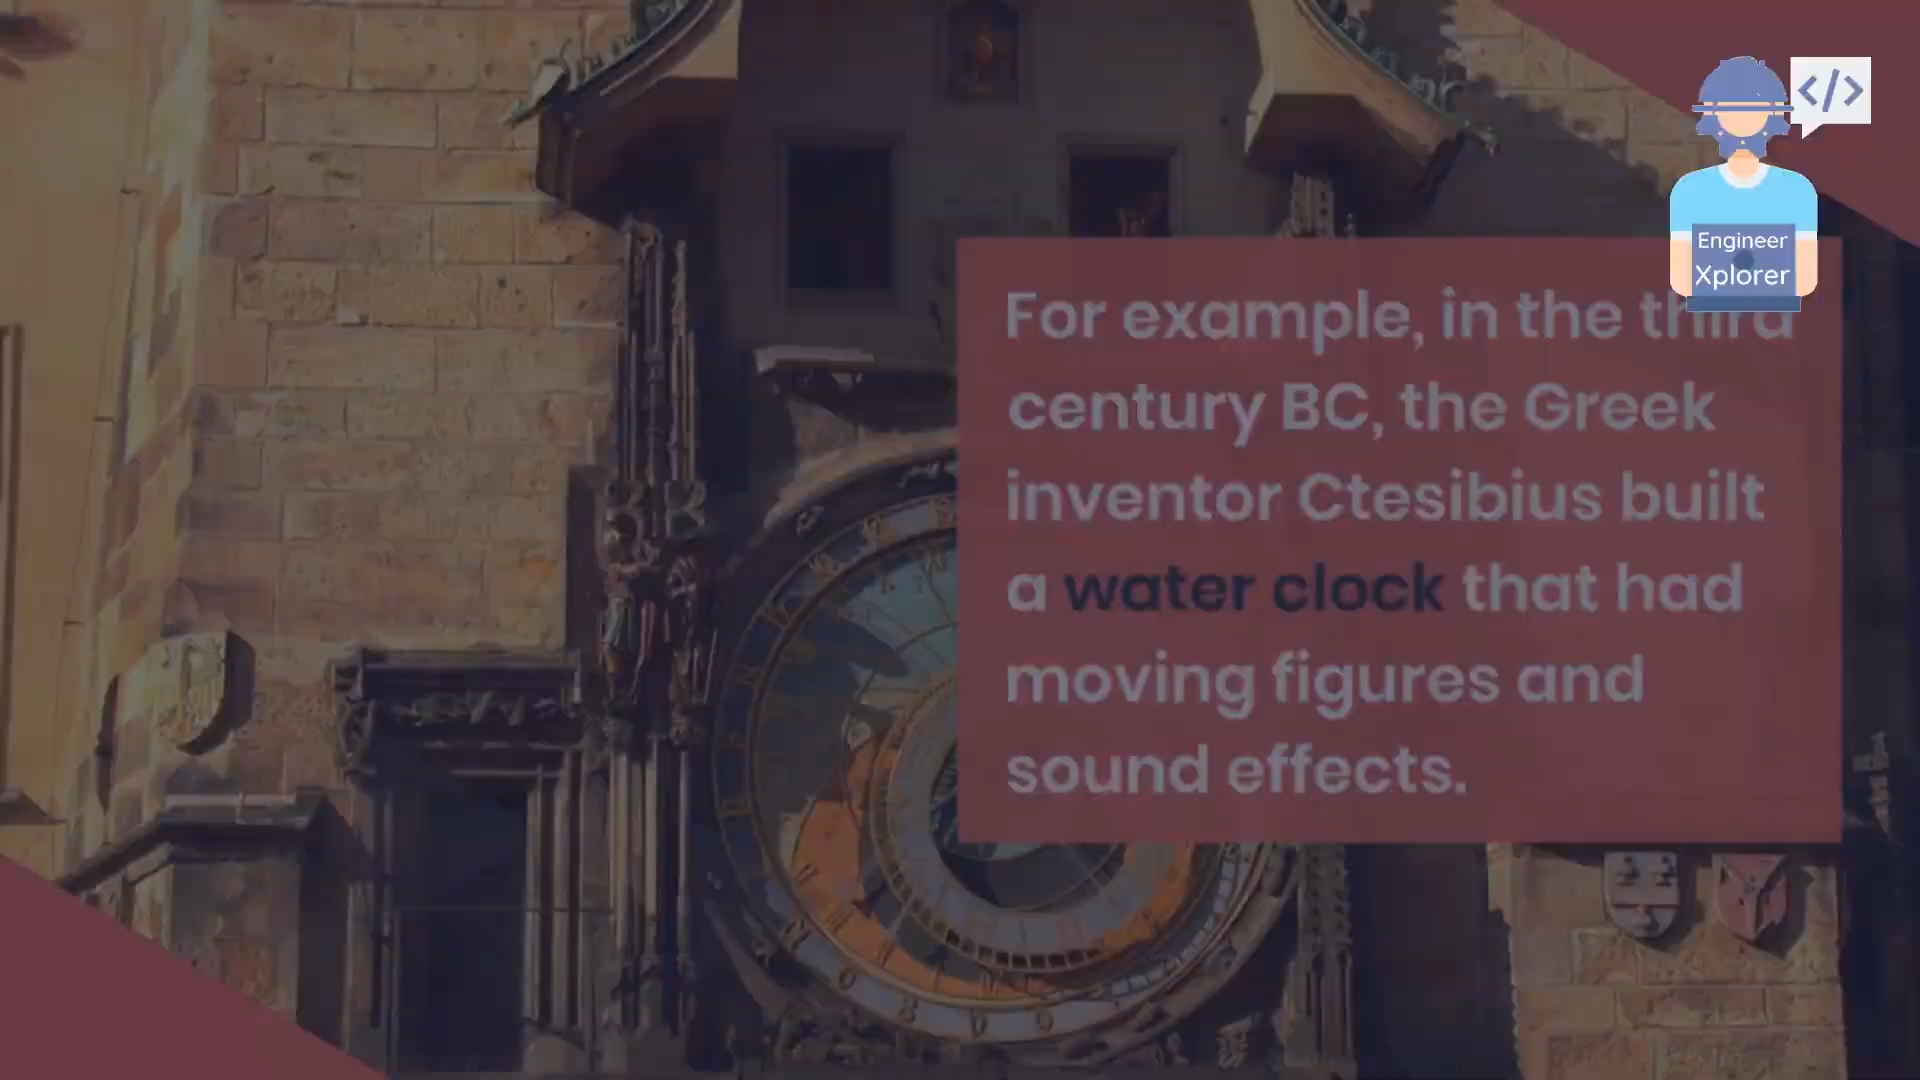 </>
Engineer
Xplorer
For example, in the third
century BC, the Greek
inventor Ctesibius built
a water clock that had
moving figures and
sound effects.